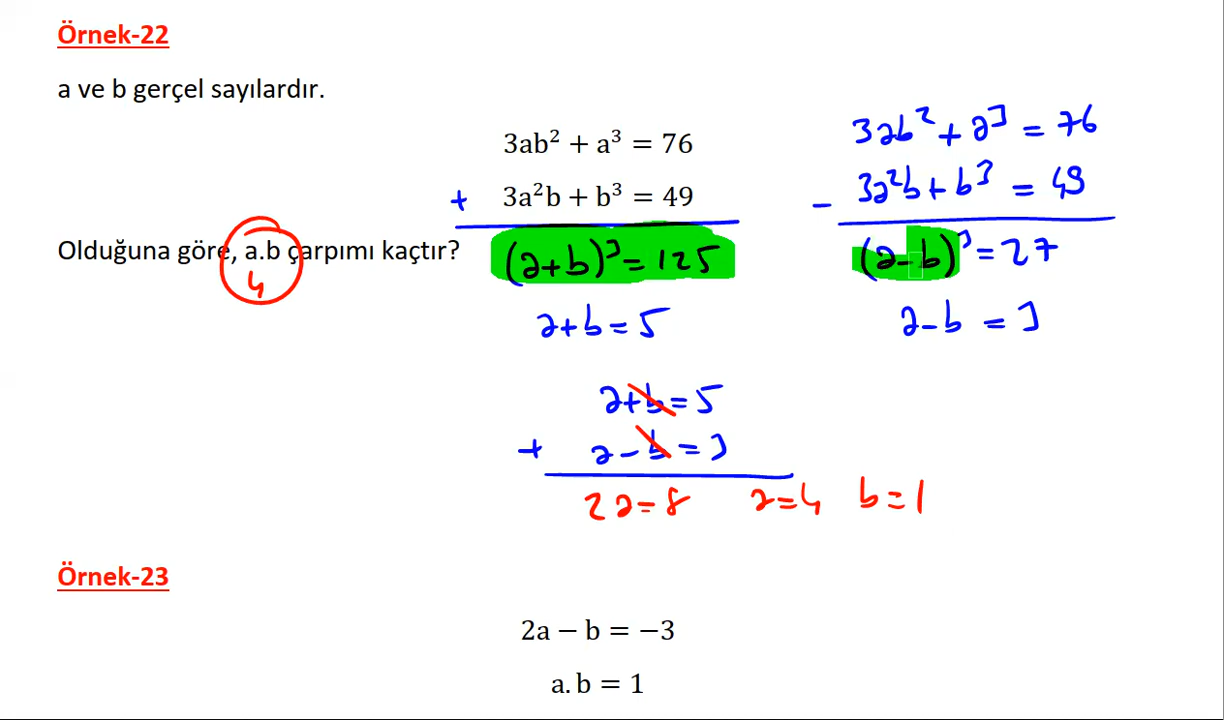 Örnek-22
a ve b gerçel sayılardır.
3ab² + a³ = 76
+ 3a²b + b³ = 49
(a+b)³ = 125
a+b = 5
3ab² + a³ = 76
- 3a²b + b³ = 49
(a-b)³ = 27
a-b = 3
Olduğuna göre, a.b çarpımı kaçtır?
4
a+b = 5
+ a-b = 3
2a = 8 a = 4 b = 1
Örnek-23
2a − b = −3
a. b = 1